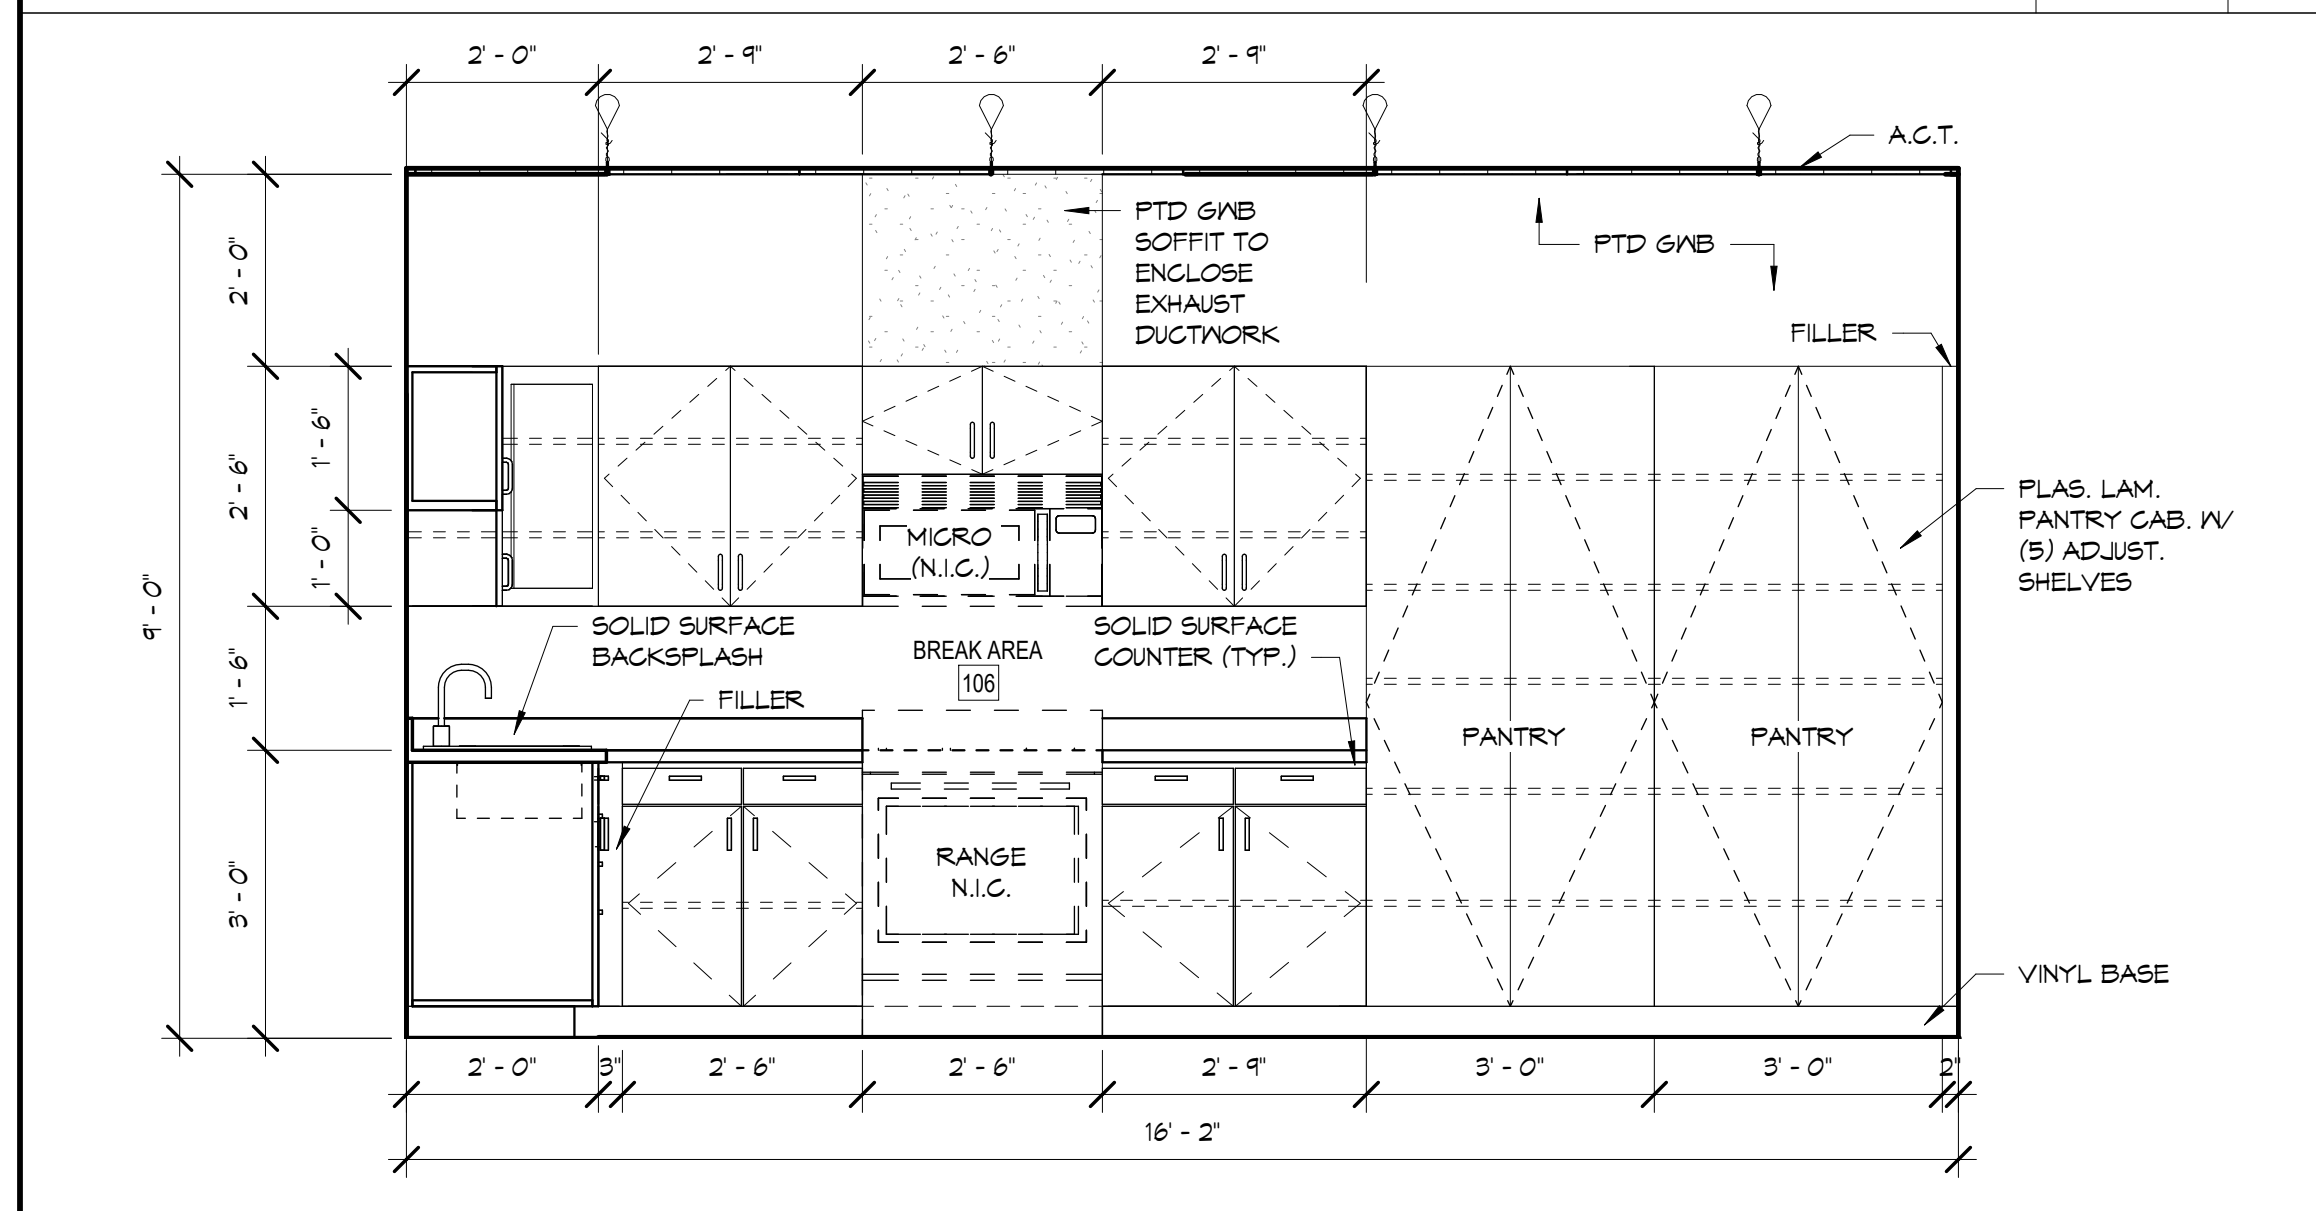 2' - 0"
2' - 9"
2' - 6"
2' - 9"
A.C.T.
PTD GWB
SOFFIT TO
ENCLOSE
EXHAUST
DUCTWORK
PTD GWB
FILLER
2' - 0"
2' - 6"
1' - 6"
1' - 0"
9' - 0"
1' - 6"
3' - 0"
MICRO
(N.I.C.)
PLAS. LAM.
PANTRY CAB. W/
(5) ADJUST.
SHELVES
SOLID SURFACE
BACKSPLASH
BREAK AREA
106
SOLID SURFACE
COUNTER (TYP.)
FILLER
PANTRY
PANTRY
RANGE
N.I.C.
VINYL BASE
2' - 0"
3"
2' - 6"
2' - 6"
2' - 9"
3' - 0"
3' - 0"
2"
16' - 2"